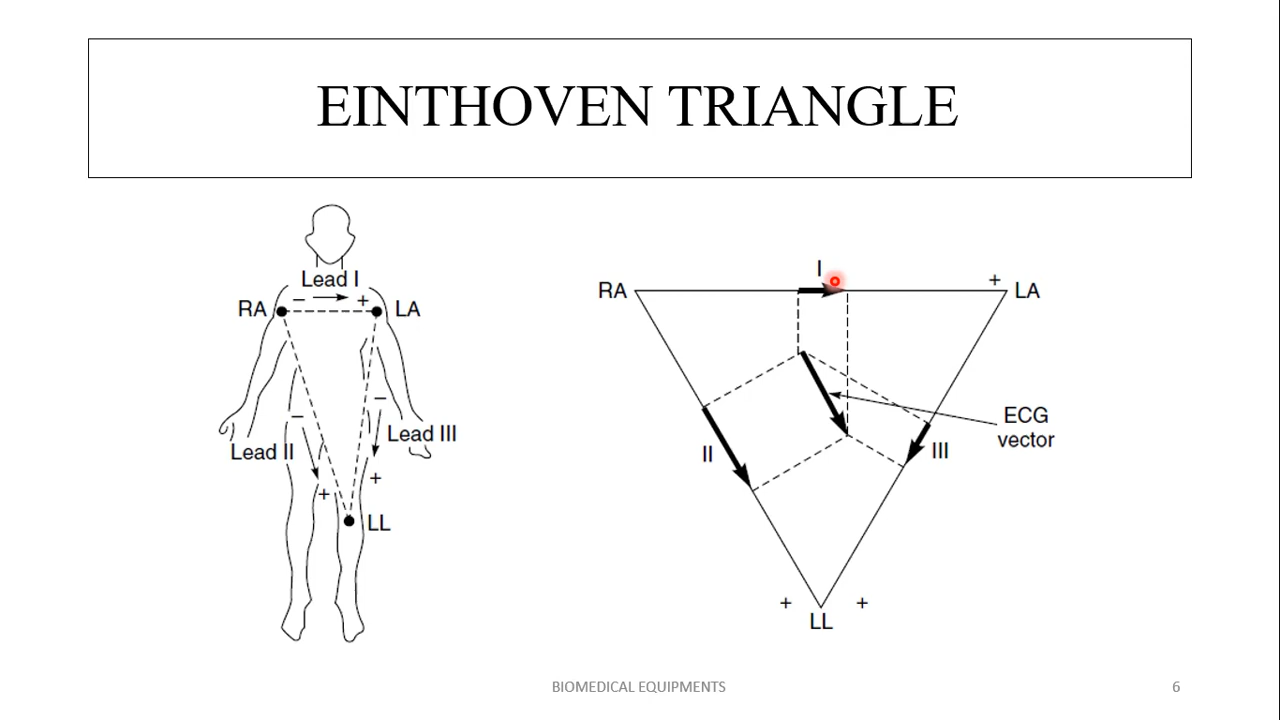 EINTHOVEN TRIANGLE
Lead I
− +
RA LA
−
Lead III
−
Lead II
+
+
LL
I
+
RA LA
ECG
vector
II
III
+ +
LL
BIOMEDICAL EQUIPMENTS
6